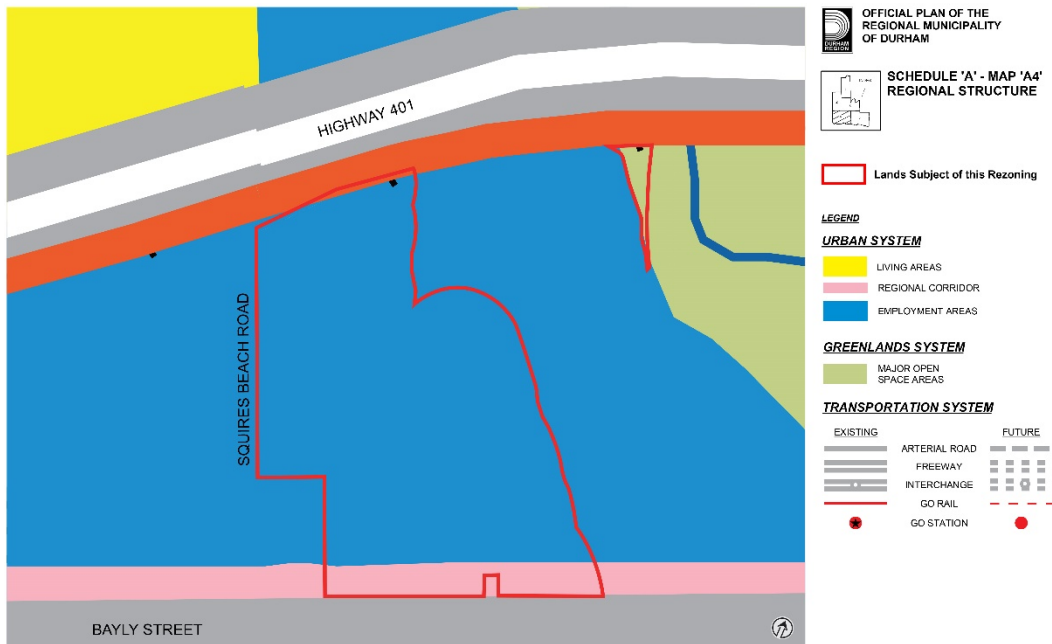 HIGHWAY 401
SQUIRES BEACH ROAD
BAYLY STREET
DURHAM
REGION
OFFICIAL PLAN OF THE
REGIONAL MUNICIPALITY
OF DURHAM
SCHEDULE 'A' - MAP 'A4'
REGIONAL STRUCTURE
Lands Subject of this Rezoning
LEGEND
URBAN SYSTEM
LIVING AREAS
REGIONAL CORRIDOR
EMPLOYMENT AREAS
GREENLANDS SYSTEM
MAJOR OPEN
SPACE AREAS
TRANSPORTATION SYSTEM
EXISTING FUTURE
ARTERIAL ROAD
FREEWAY
INTERCHANGE
GO RAIL
GO STATION